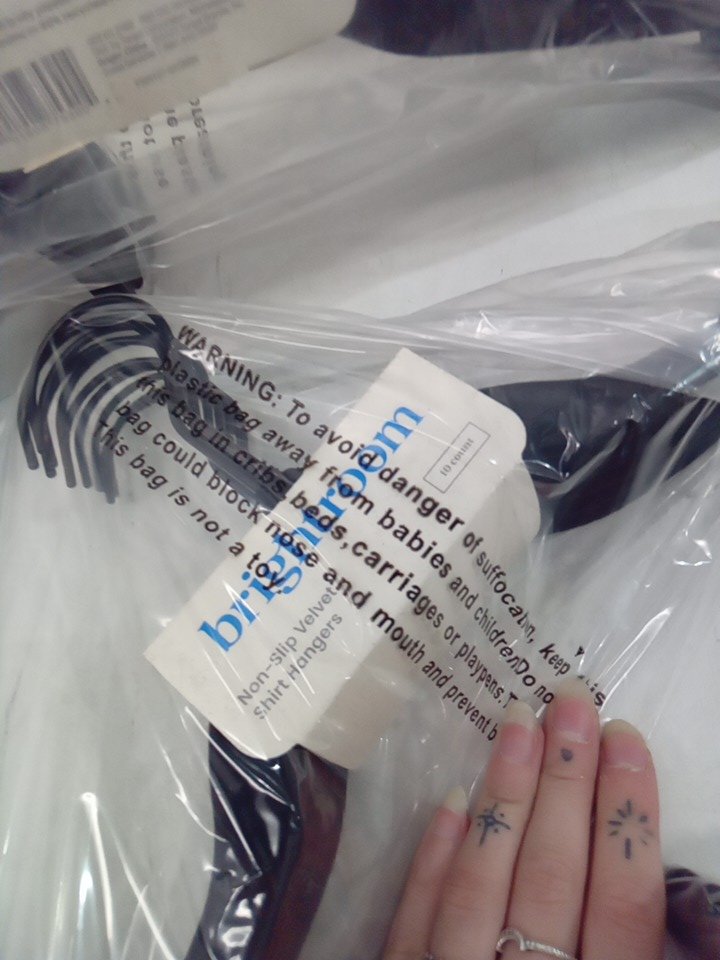 WARNING: To avoid danger of suffocation, keep this
plastic bag away from babies and children Do no
this bag in cribs, beds, carriages or playpens. T
bag could block nose and mouth and prevent b
This bag is not a toy.
brightroom
10 count
Non-Slip Velvet
Shirt Hangers